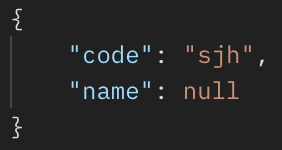 {
    "code": "sjh",
    "name": null
}